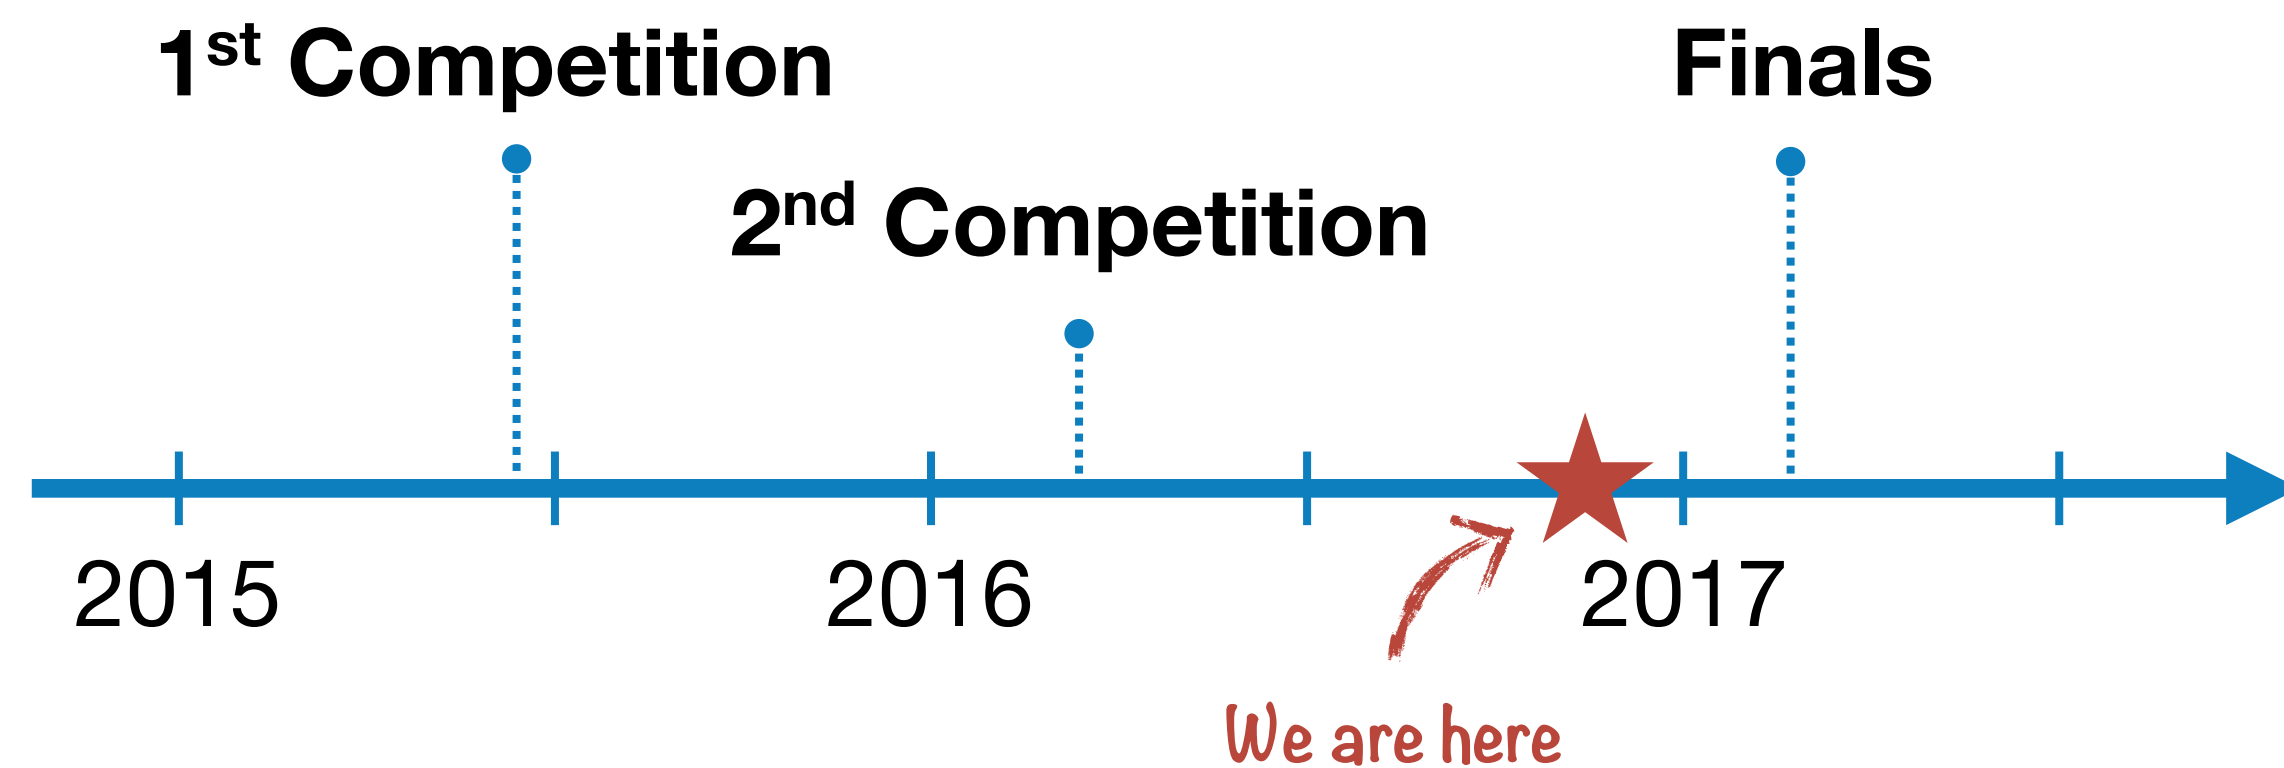 1st Competition
Finals
2nd Competition
2015
2016
2017
We are here